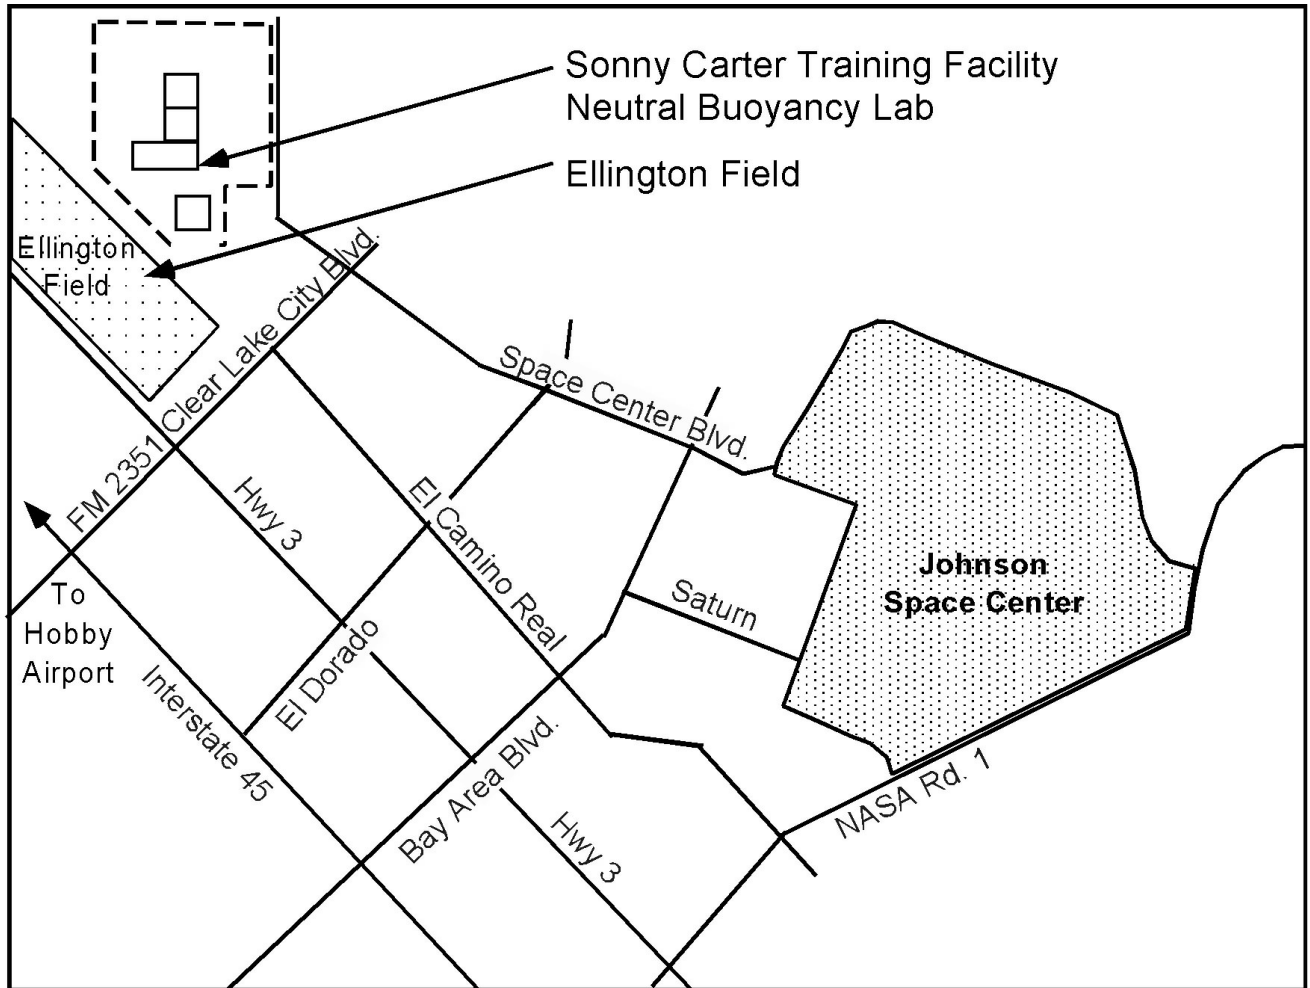 Sonny Carter Training Facility
Neutral Buoyancy Lab
Ellington Field
Ellington
Field
FM 2351 Clear Lake City Blvd.
Space Center Blvd.
Hwy 3
El Camino Real
Saturn
Johnson
Space Center
To
Hobby
Airport
Interstate 45
El Dorado
Bay Area Blvd.
Hwy 3
NASA Rd. 1